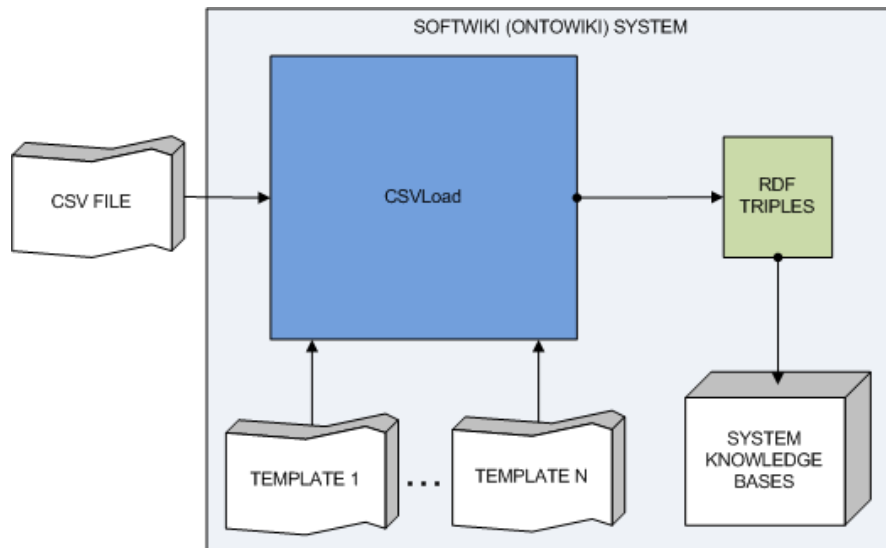 SOFTWIKI (ONTOWIKI) SYSTEM
CSV FILE
CSVLoad
RDF
TRIPLES
TEMPLATE 1
...
TEMPLATE N
SYSTEM
KNOWLEDGE
BASES